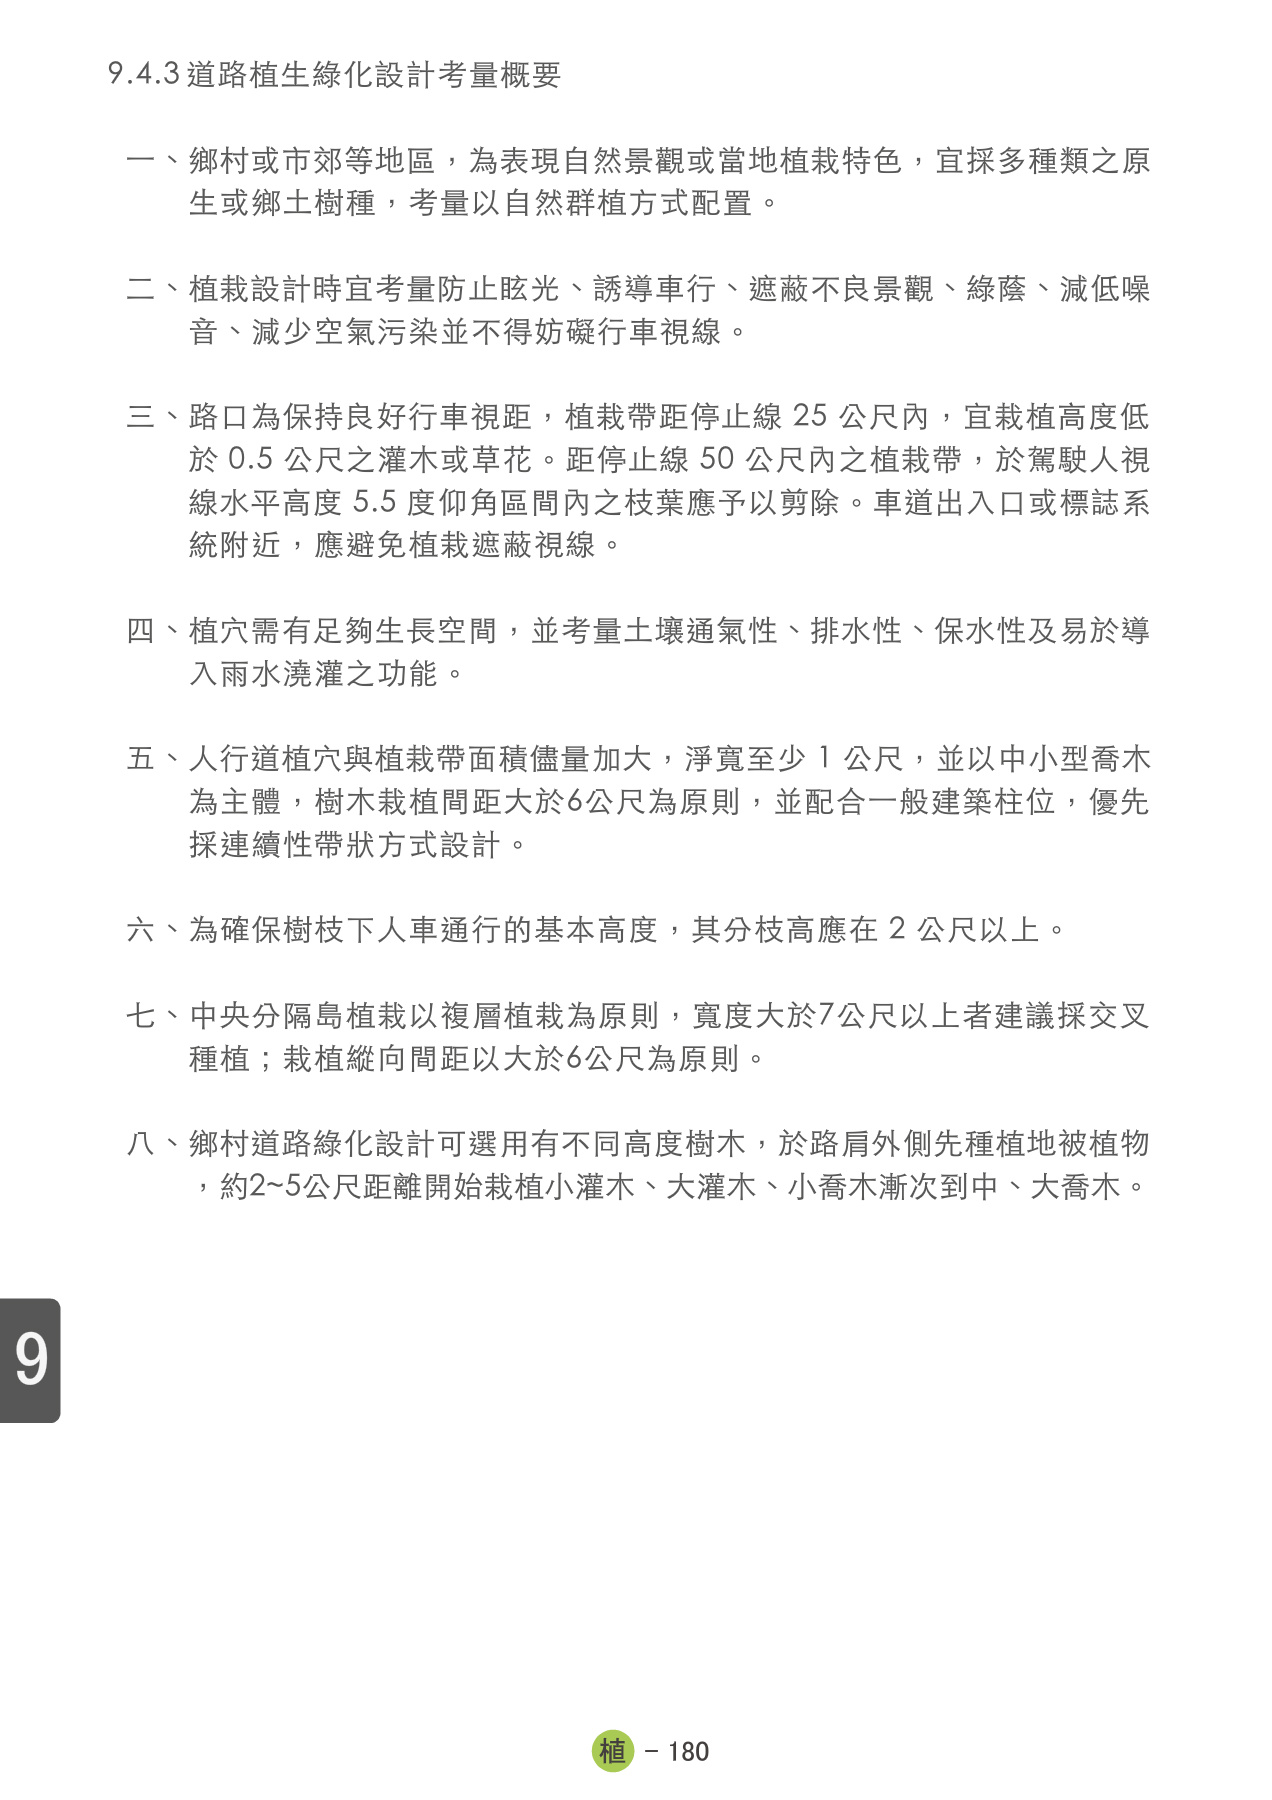 9.4.3道路植生綠化設計考量概要
一、鄉村或市郊等地區，為表現自然景觀或當地植栽特色，宜採多種類之原
生或鄉土樹種，考量以自然群植方式配置。
二、植栽設計時宜考量防止眩光、誘導車行、遮蔽不良景觀、綠蔭、減低噪
音、減少空氣污染並不得妨礙行車視線。
三、路口為保持良好行車視距，植栽帶距停止線 25 公尺內，宜栽植高度低
於 0.5 公尺之灌木或草花。距停止線 50 公尺內之植栽帶，於駕駛人視
線水平高度 5.5 度仰角區間內之枝葉應予以剪除。車道出入口或標誌系
統附近，應避免植栽遮蔽視線。
四、植穴需有足夠生長空間，並考量土壤通氣性、排水性、保水性及易於導
入雨水澆灌之功能。
五、人行道植穴與植栽帶面積儘量加大，淨寬至少 1 公尺，並以中小型喬木
為主體，樹木栽植間距大於6公尺為原則，並配合一般建築柱位，優先
採連續性帶狀方式設計。
六、為確保樹枝下人車通行的基本高度，其分枝高應在 2 公尺以上。
七、中央分隔島植栽以複層植栽為原則，寬度大於7公尺以上者建議採交叉
種植；栽植縱向間距以大於6公尺為原則。
八、鄉村道路綠化設計可選用有不同高度樹木，於路肩外側先種植地被植物
，約2~5公尺距離開始栽植小灌木、大灌木、小喬木漸次到中、大喬木。
9
植 - 180